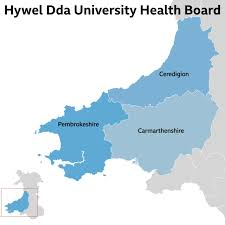 Hywel Dda University Health Board
Ceredigion
Pembrokeshire
Carmarthenshire